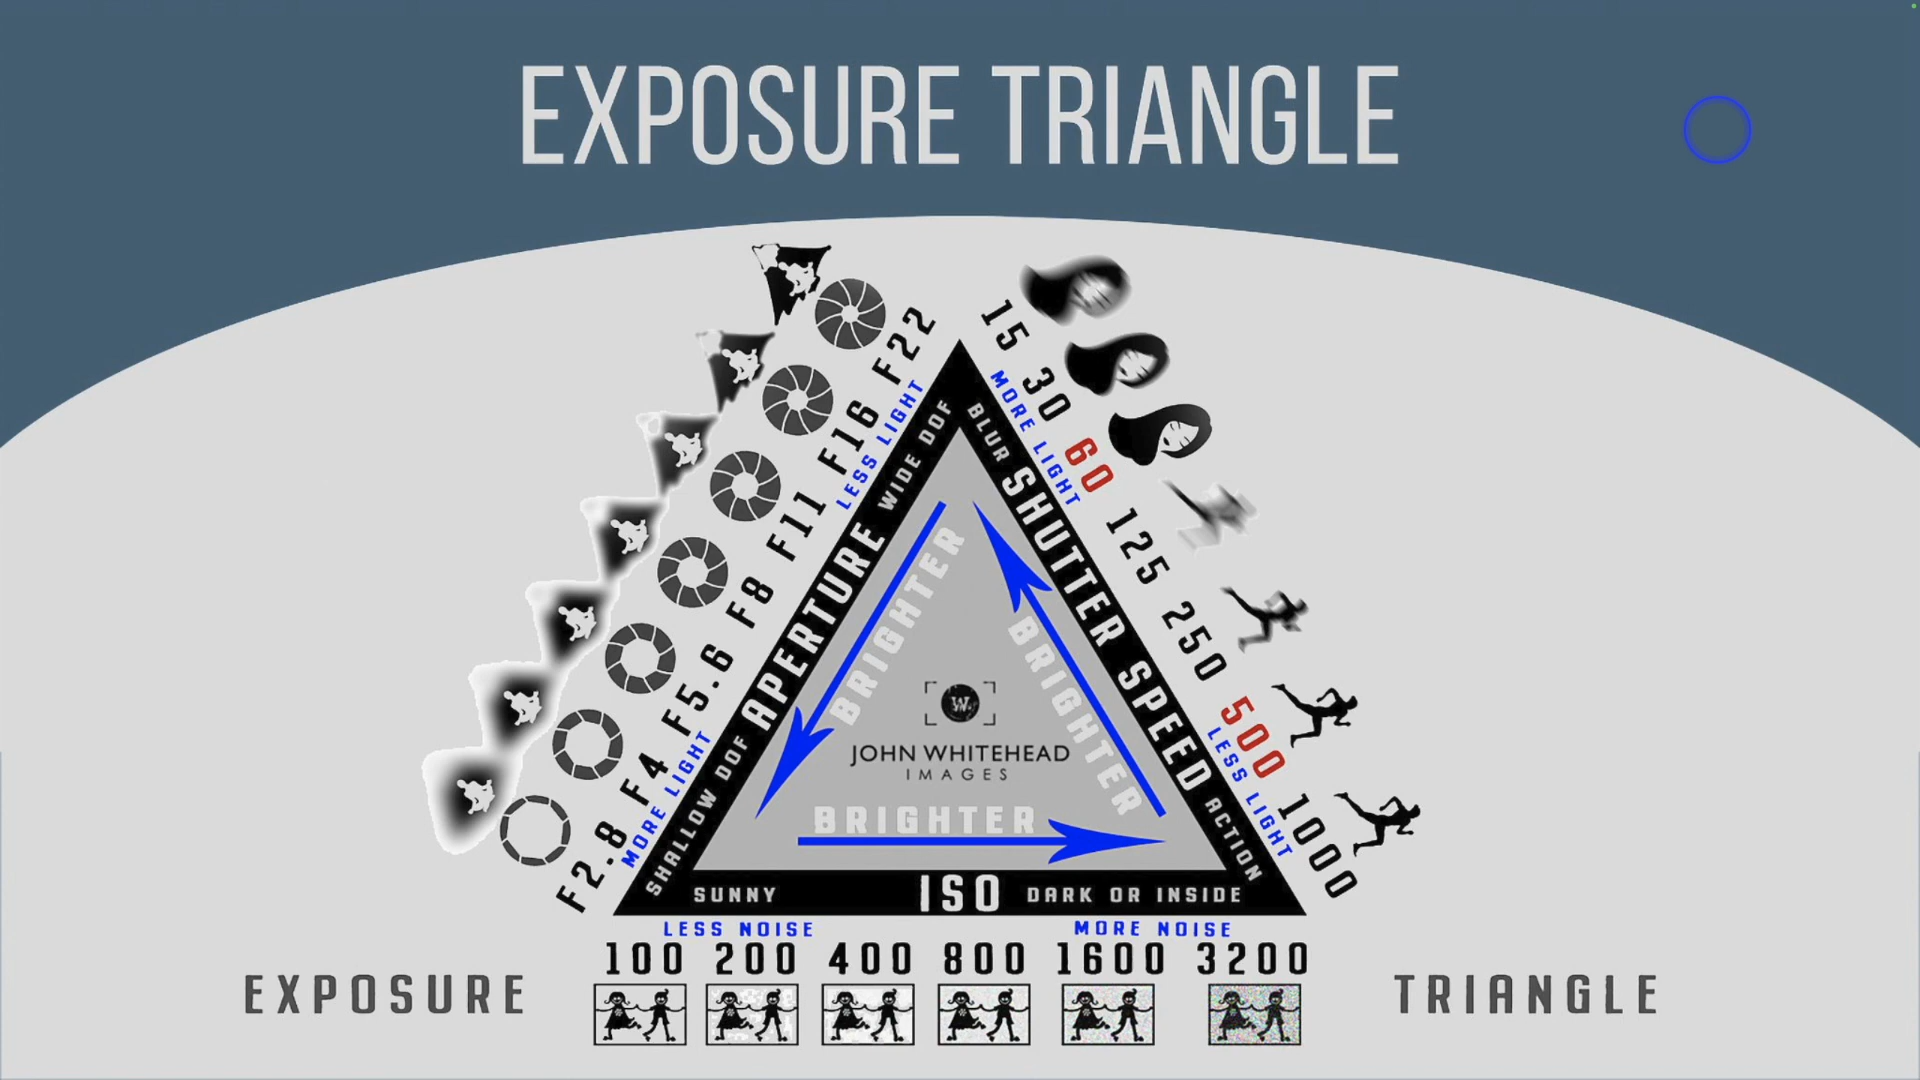 EXPOSURE TRIANGLE
F22
F16
F11
F8
F5.6
F4
F2.8
LESS LIGHT
MORE LIGHT
WIDE DOF
APERTURE
SHALLOW DOF
15
30
60
125
250
500
1000
MORE LIGHT
LESS LIGHT
BLUR
SHUTTER SPEED
ACTION
BRIGHTER
BRIGHTER
W
JOHN WHITEHEAD
IMAGES
BRIGHTER
SUNNY ISO DARK OR INSIDE
LESS NOISE MORE NOISE
100 200 400 800 1600 3200
EXPOSURE TRIANGLE